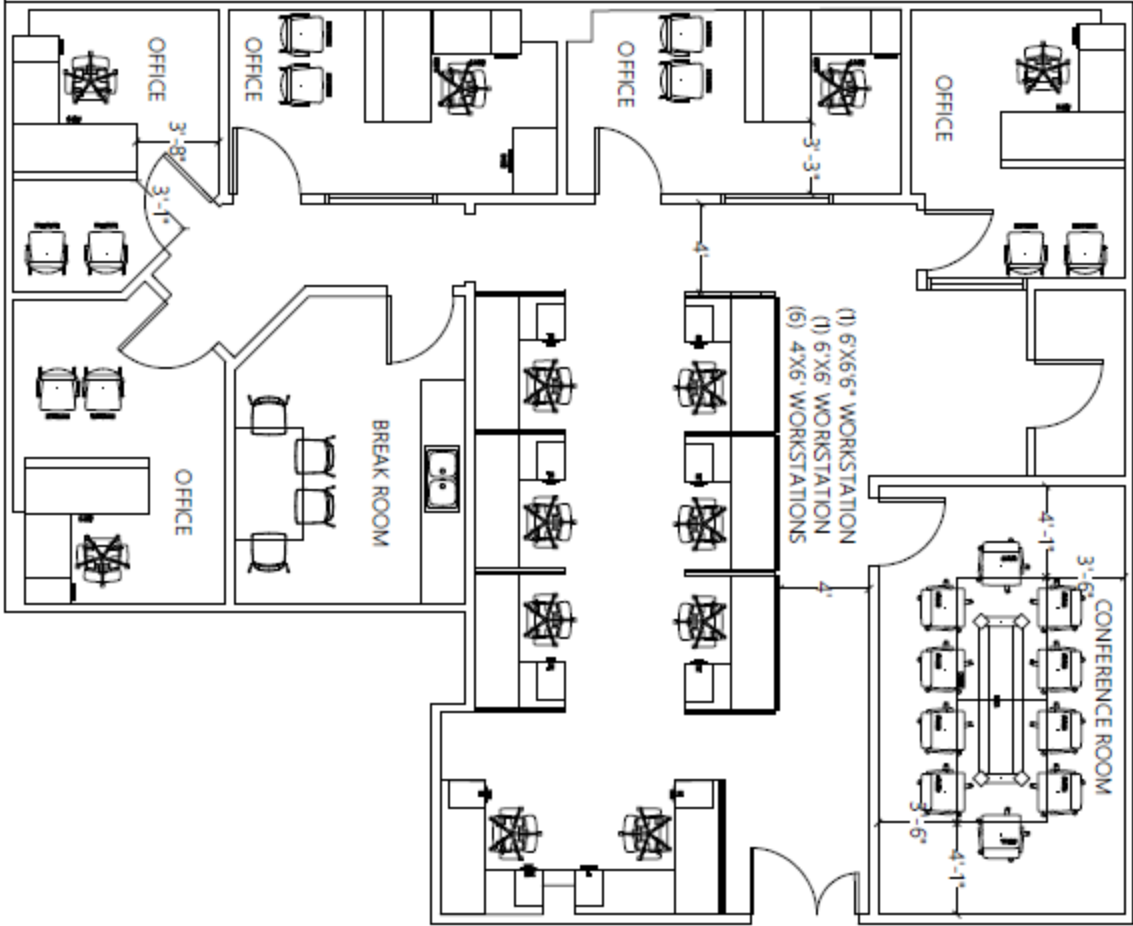 OFFICE
OFFICE
OFFICE
OFFICE
3'-8"
3'-1"
3'-3"
4'
(1) 6'X6'6" WORKSTATION
(1) 6'X6' WORKSTATION
(6) 4'X6' WORKSTATIONS
BREAK ROOM
OFFICE
4'
4'-1"
3'-6"
CONFERENCE ROOM
3'-6"
4'-1"